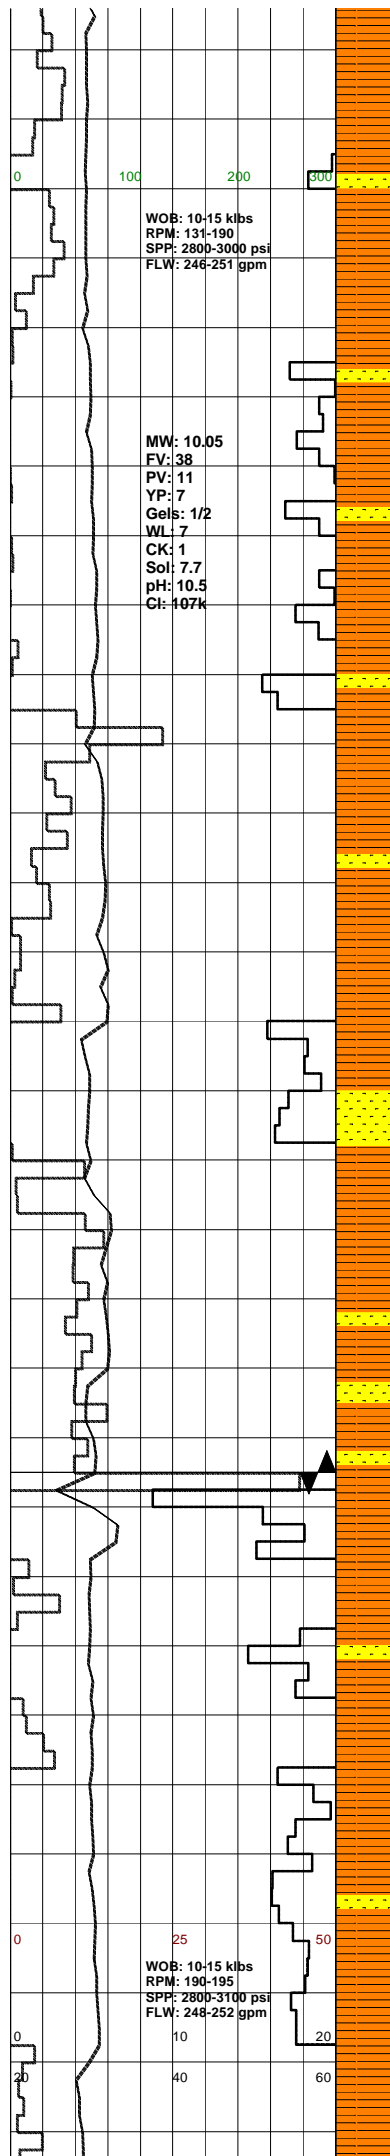 0 100 200 300
WOB: 10-15 klbs
RPM: 131-190
SPP: 2800-3000 psi
FLW: 246-251 gpm
MW: 10.05
FV: 38
PV: 11
YP: 7
Gels: 1/2
WL: 7
CK: 1
Sol: 7.7
pH: 10.5
Cl: 107k
0 25 50
WOB: 10-15 klbs
RPM: 190-195
SPP: 2800-3100 psi
FLW: 248-252 gpm
0 10 20
20 40 60